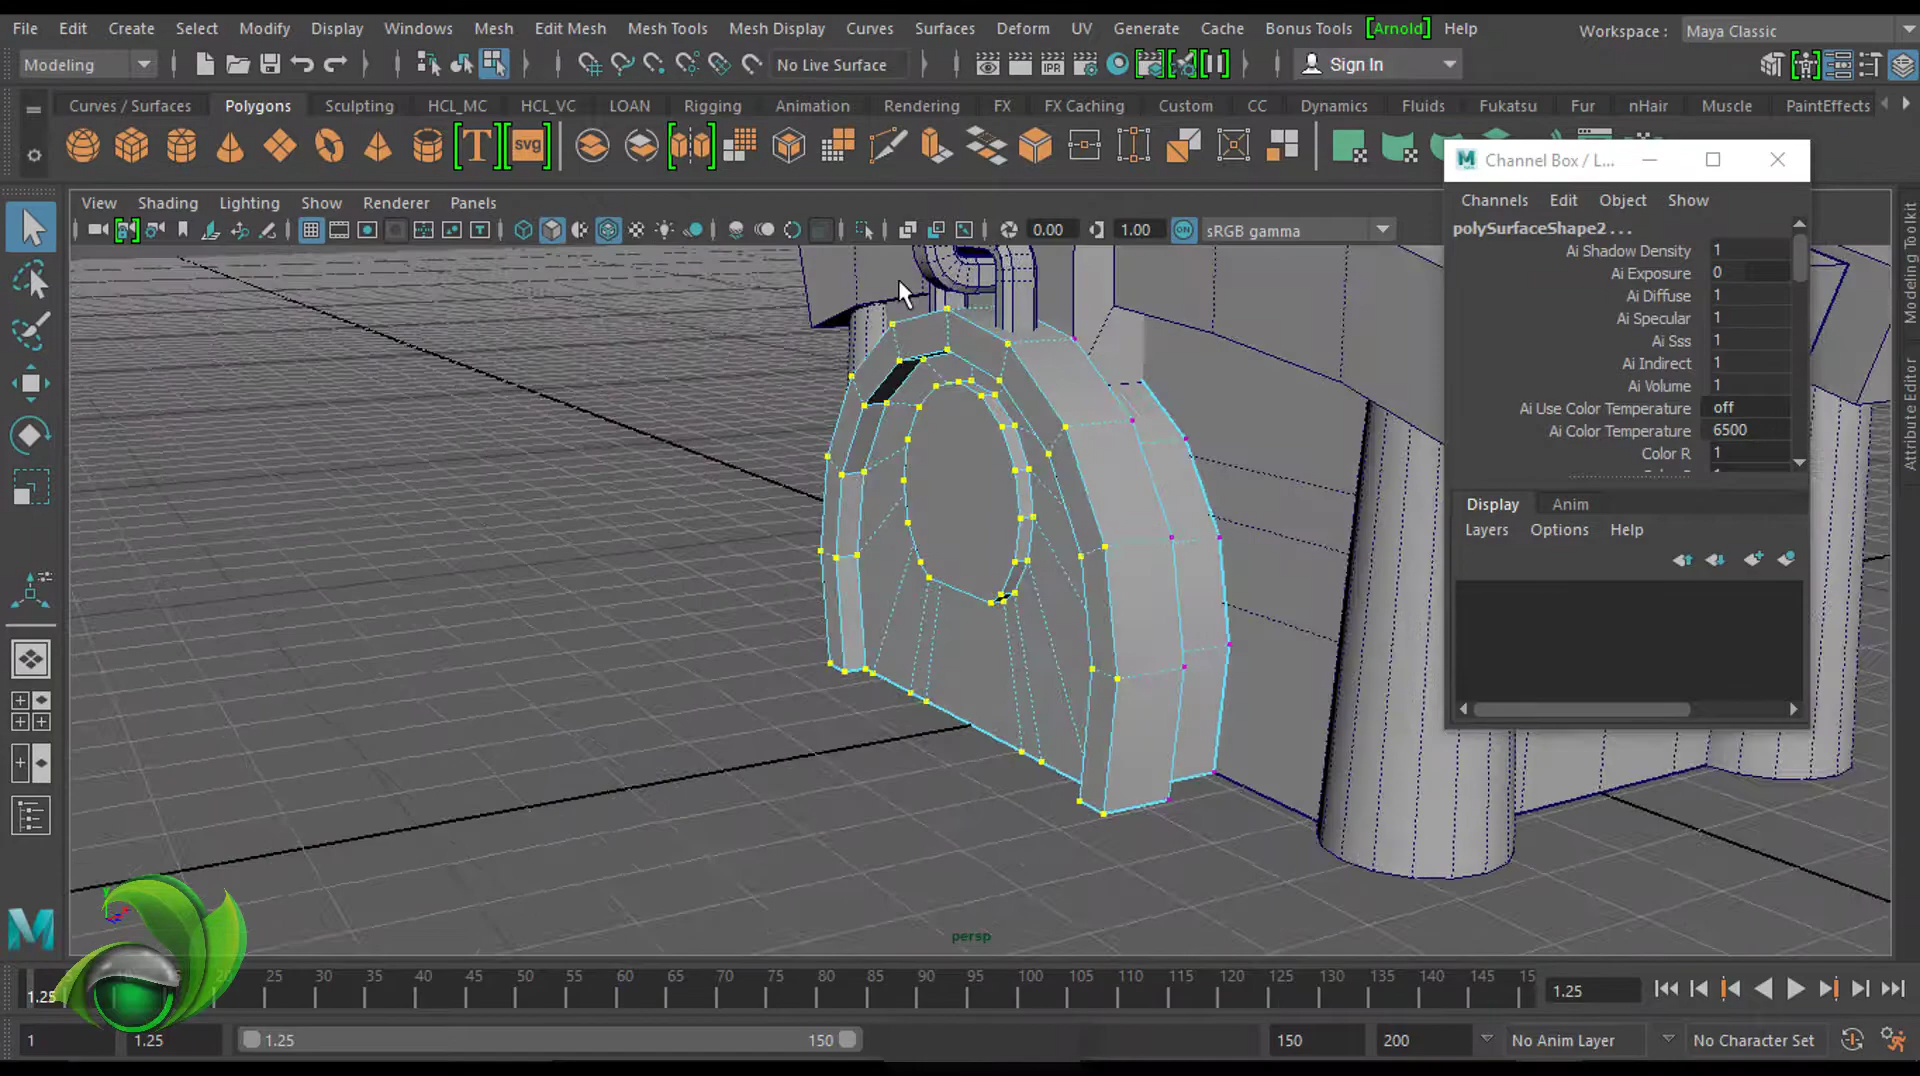 File Edit Create Select Modify Display Windows Mesh Edit Mesh Mesh Tools Mesh Display Curves Surfaces Deform UV Generate Cache Bonus Tools [Arnold] Help Workspace : Maya Classic
Modeling No Live Surface IPR Sign In
Curves / Surfaces Polygons Sculpting HCL_MC HCL_VC LOAN Rigging Animation Rendering FX FX Caching Custom CC Dynamics Fluids Fukatsu Fur nHair Muscle PaintEffects
T svg
Channel Box / L...
View Shading Lighting Show Renderer Panels
0.00 1.00 ON sRGB gamma
Channels Edit Object Show
polySurfaceShape2 . . .
Ai Shadow Density 1
Ai Exposure 0
Ai Diffuse 1
Ai Specular 1
Ai Sss 1
Ai Indirect 1
Ai Volume 1
Ai Use Color Temperature off
Ai Color Temperature 6500
Color R 1
Display Anim
Layers Options Help
Modeling Toolkit
Attribute Editor
persp
25 30 35 40 45 50 55 60 65 70 75 80 85 90 95 100 105 110 115 120 125 130 135 140 145 15
1.25 1.25
1 1.25 1.25 150 150 200 No Anim Layer No Character Set